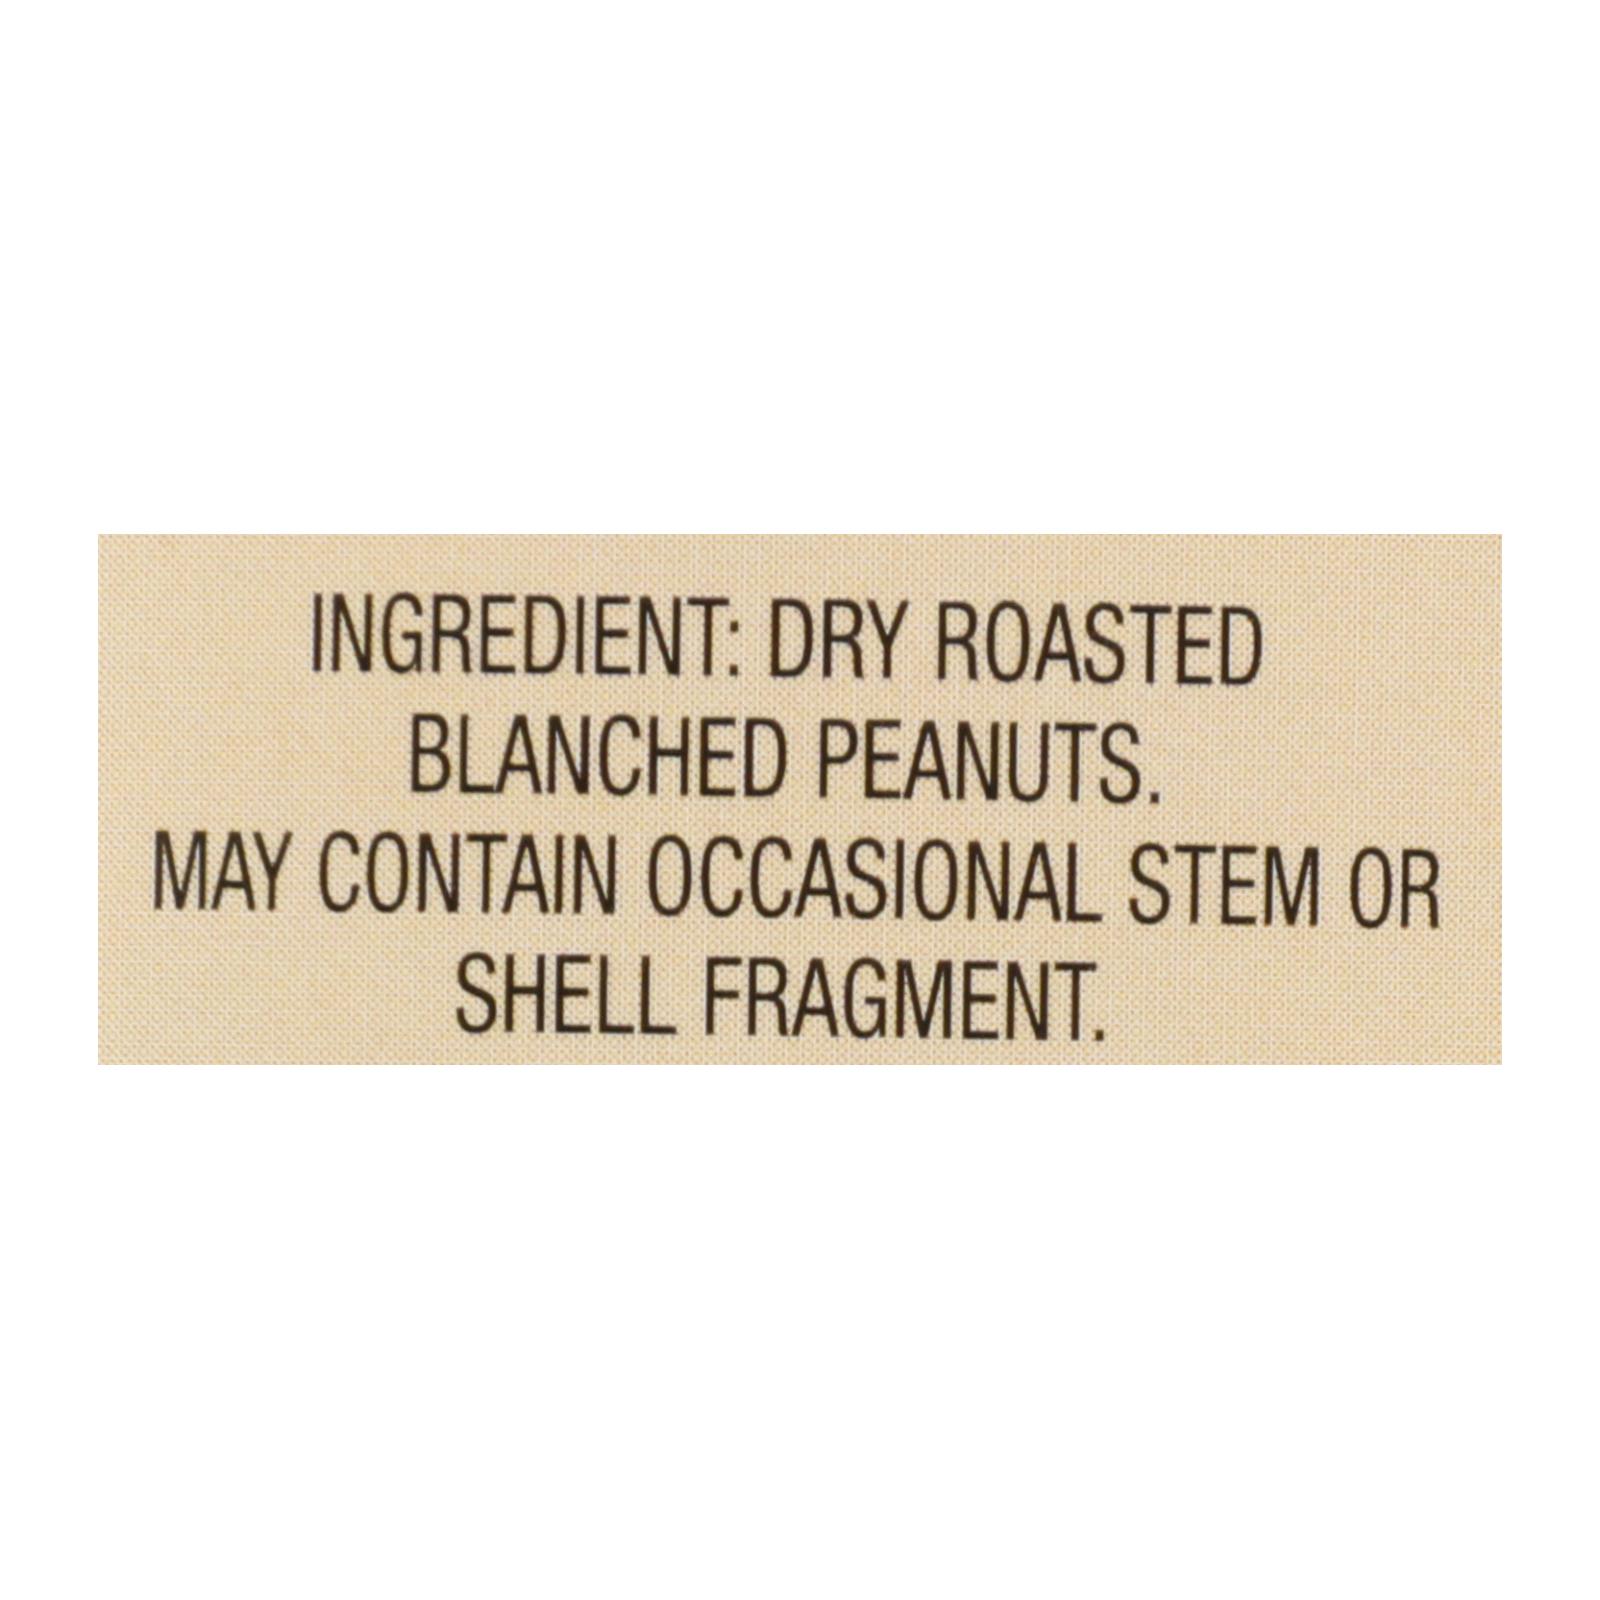 INGREDIENT: DRY ROASTED
BLANCHED PEANUTS.
MAY CONTAIN OCCASIONAL STEM OR
SHELL FRAGMENT.